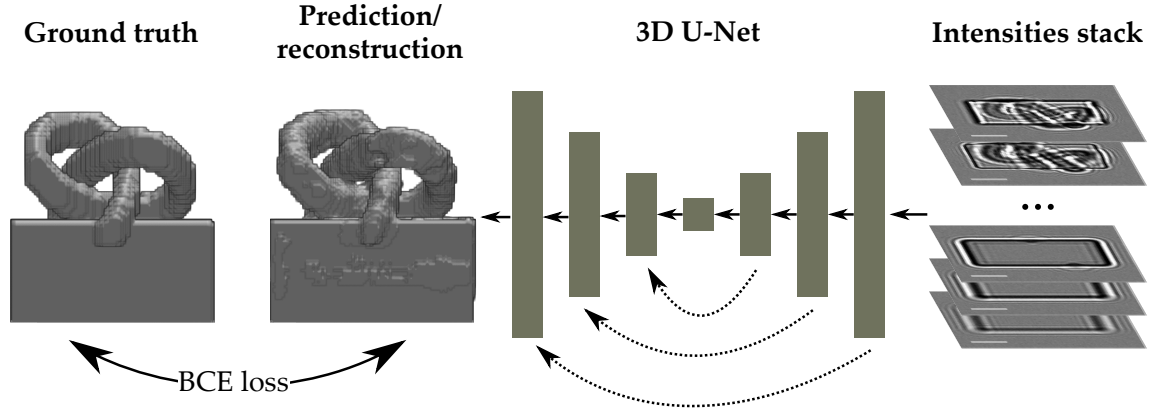 Ground truth
Prediction/
reconstruction
3D U-Net
Intensities stack
...
BCE loss